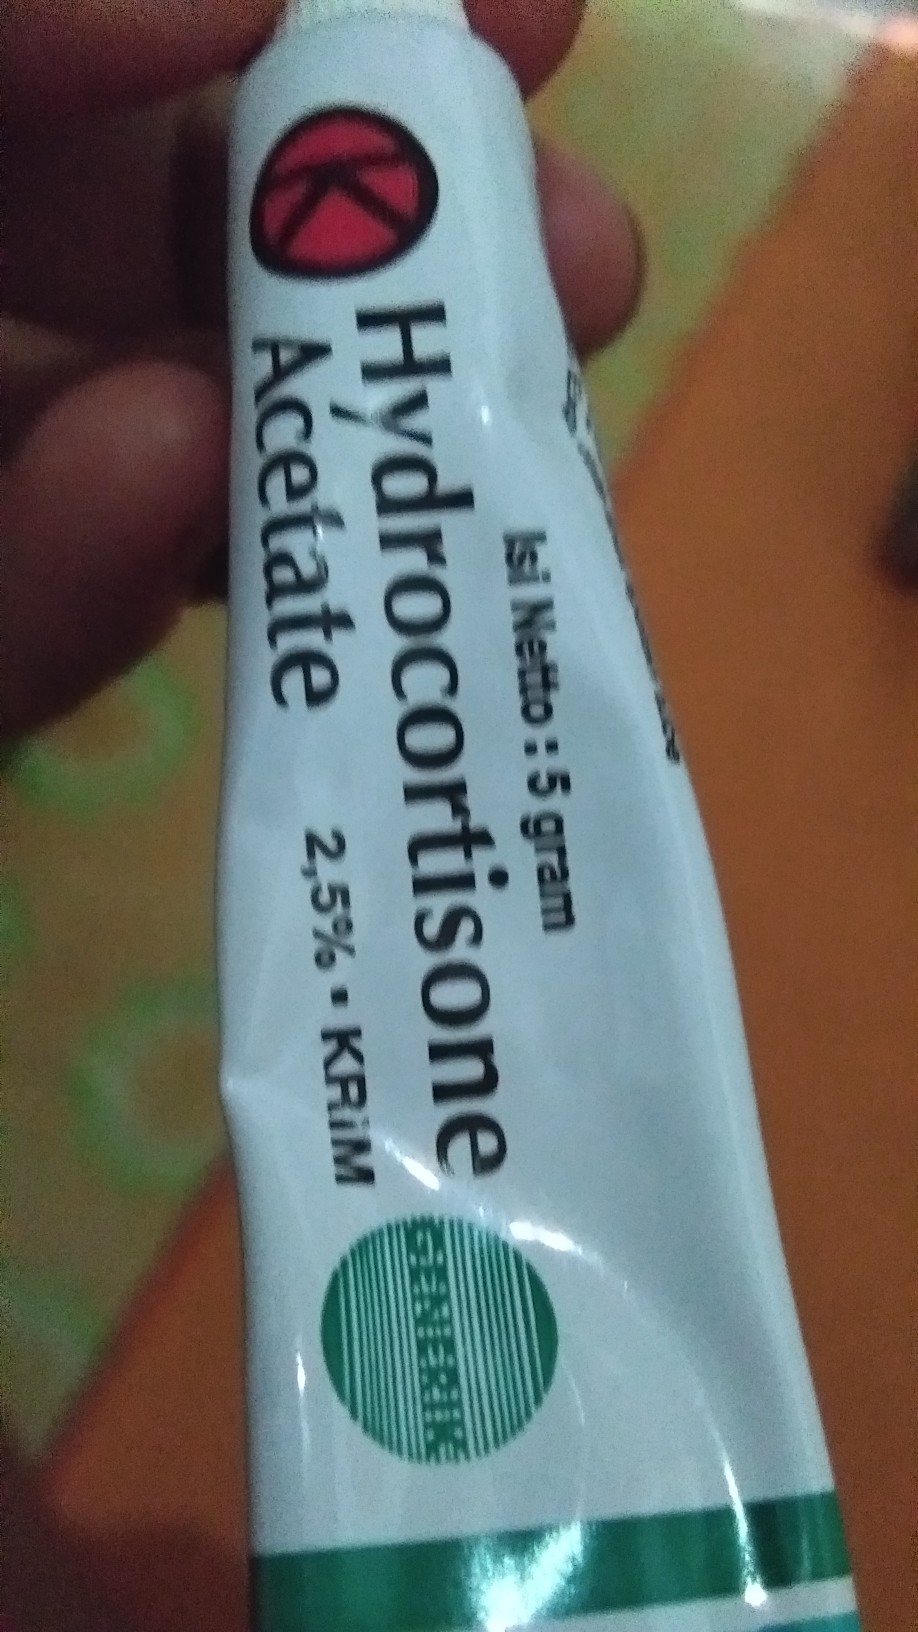 K
Isi Netto : 5 gram
Hydrocortisone
Acetate
2,5% • KRIM
GENERIK